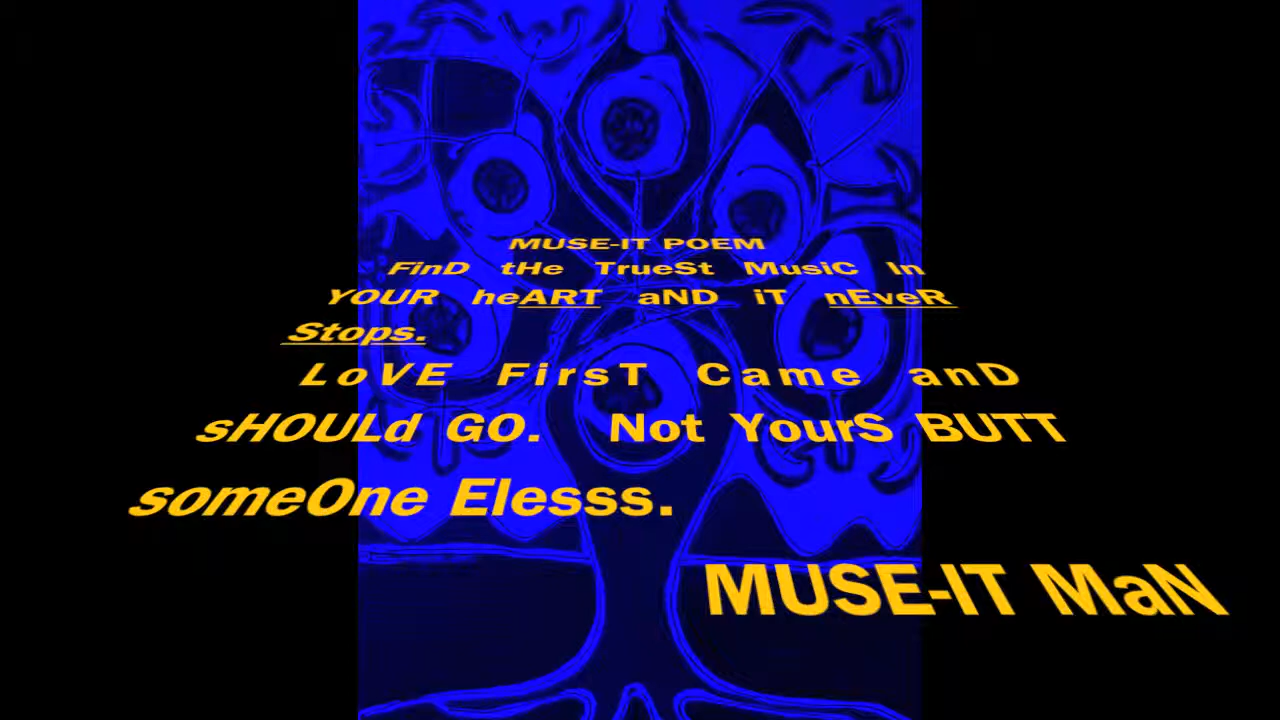 MUSE-IT POEM
FinD tHe TrueSt MusiC In
YOUR heART aND iT nEveR
Stops.
LoVE FirsT Came anD
sHOULd GO. Not YourS BUTT
someOne Elesss.
MUSE-IT MaN